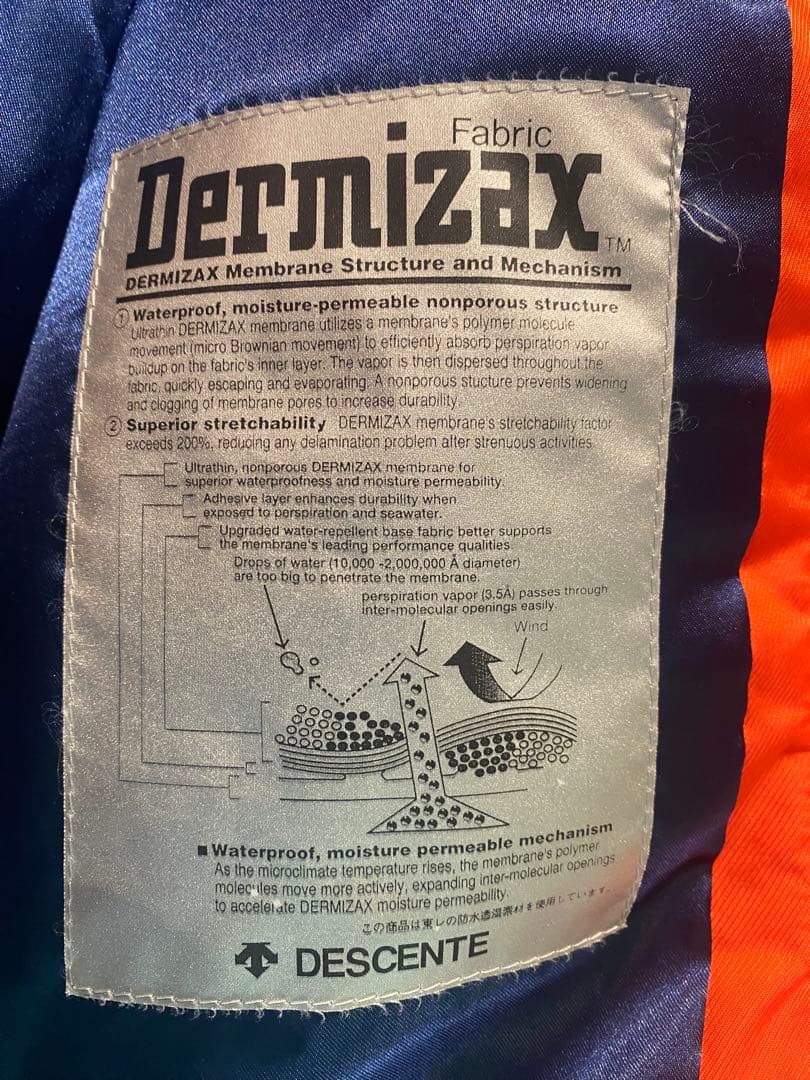 Fabric
Dermizax™
DERMIZAX Membrane Structure and Mechanism
① Waterproof, moisture-permeable nonporous structure
Ultrathin DERMIZAX membrane utilizes a membrane's polymer molecule
movement (micro Brownian movement) to efficiently absorb perspiration vapor
buildup on the fabric's inner layer. The vapor is then dispersed throughout the
fabric, quickly escaping and evaporating. A nonporous stucture prevents widening
and clogging of membrane pores to increase durability.
② Superior stretchability DERMIZAX membrane's stretchability factor
exceeds 200%, reducing any delamination problem after strenuous activities.
Ultrathin, nonporous DERMIZAX membrane for
superior waterproofness and moisture permeability.
Adhesive layer enhances durability when
exposed to perspiration and seawater.
Upgraded water-repellent base fabric better supports
the membrane's leading performance qualities.
Drops of water (10,000 -2,000,000 Å diameter)
are too big to penetrate the membrane.
perspiration vapor (3.5Å) passes through
inter-molecular openings easily.
Wind
■ Waterproof, moisture permeable mechanism
As the microclimate temperature rises, the membrane's polymer
molecules move more actively, expanding inter-molecular openings
to accelerate DERMIZAX moisture permeability.
この商品は東レの防水透湿素材を使用しています。
DESCENTE